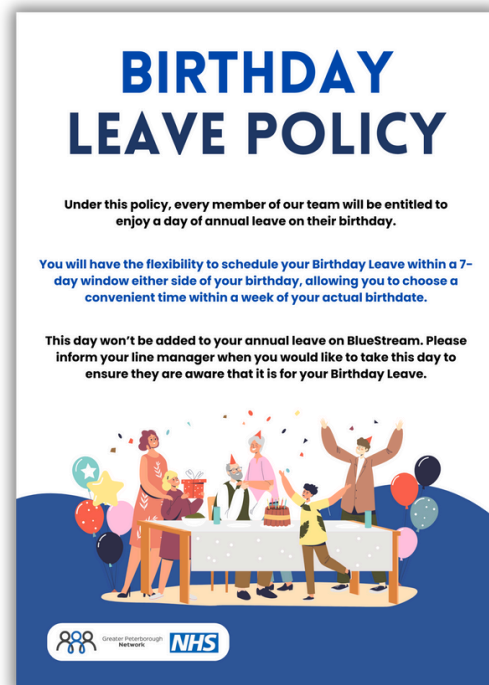 BIRTHDAY
LEAVE POLICY
Under this policy, every member of our team will be entitled to
enjoy a day of annual leave on their birthday.
You will have the flexibility to schedule your Birthday Leave within a 7-
day window either side of your birthday, allowing you to choose a
convenient time within a week of your actual birthdate.
This day won’t be added to your annual leave on BlueStream. Please
inform your line manager when you would like to take this day to
ensure they are aware that it is for your Birthday Leave.
Greater Peterborough
Network
NHS